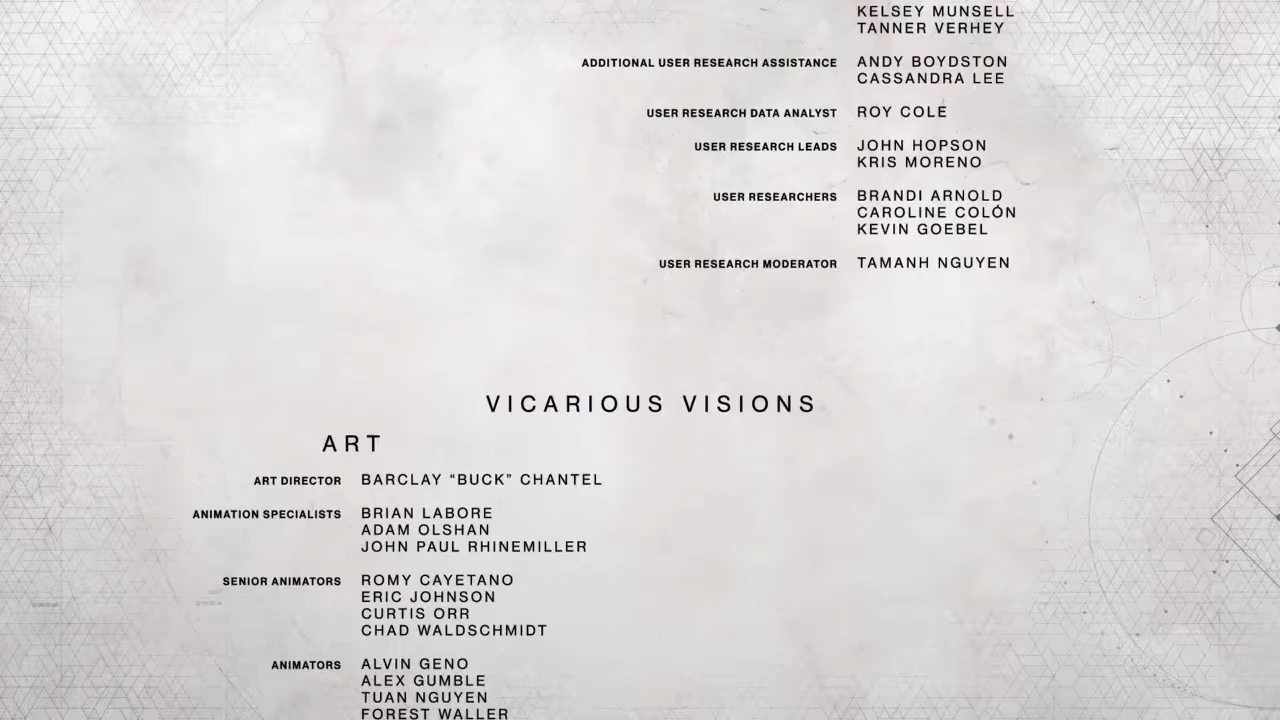 KELSEY MUNSELL
TANNER VERHEY
ADDITIONAL USER RESEARCH ASSISTANCE ANDY BOYDSTON
CASSANDRA LEE
USER RESEARCH DATA ANALYST ROY COLE
USER RESEARCH LEADS JOHN HOPSON
KRIS MORENO
USER RESEARCHERS BRANDI ARNOLD
CAROLINE COLÓN
KEVIN GOEBEL
USER RESEARCH MODERATOR TAMANH NGUYEN
VICARIOUS VISIONS
ART
ART DIRECTOR BARCLAY “BUCK” CHANTEL
ANIMATION SPECIALISTS BRIAN LABORE
ADAM OLSHAN
JOHN PAUL RHINEMILLER
SENIOR ANIMATORS ROMY CAYETANO
ERIC JOHNSON
CURTIS ORR
CHAD WALDSCHMIDT
ANIMATORS ALVIN GENO
ALEX GUMBLE
TUAN NGUYEN
FOREST WALLER